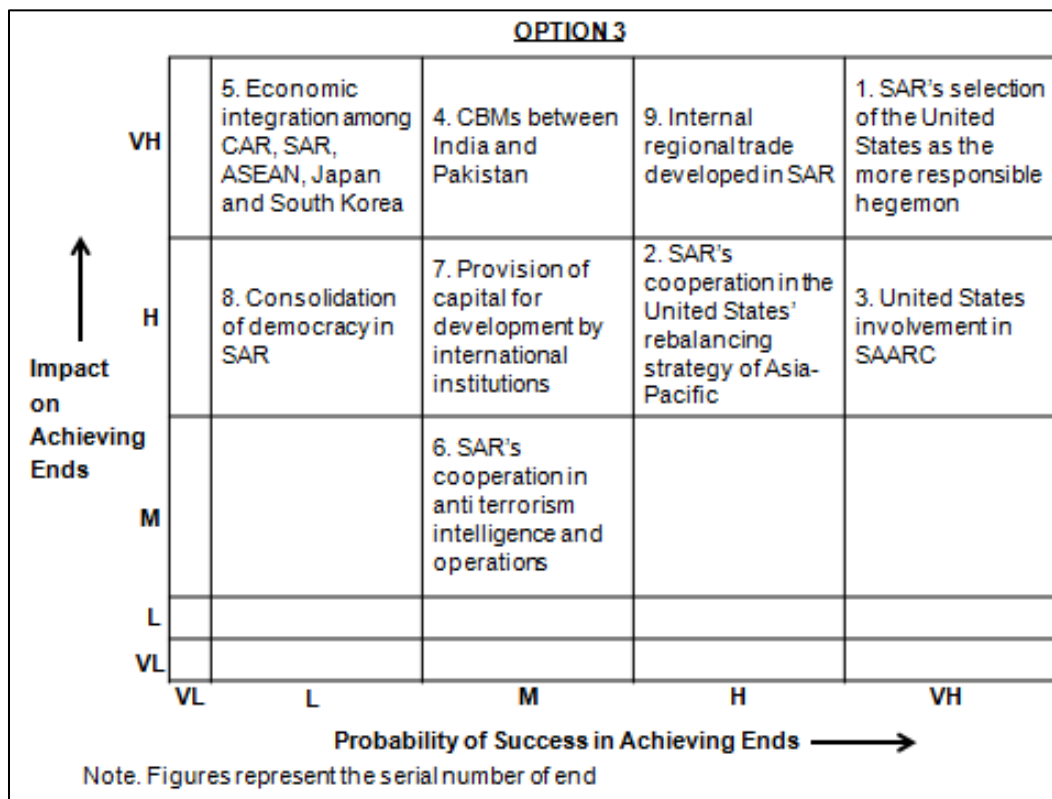 OPTION 3
VH
5. Economic
integration among
CAR, SAR,
ASEAN, Japan
and South Korea
4. CBMs between
India and
Pakistan
9. Internal
regional trade
developed in SAR
1. SAR's selection
of the United
States as the
more responsible
hegemon
H
8. Consolidation
of democracy in
SAR
7. Provision of
capital for
development by
international
institutions
2. SAR's
cooperation in the
United States'
rebalancing
strategy of Asia-
Pacific
3. United States
involvement in
SAARC
Impact
on
Achieving
Ends
M
6. SAR's
cooperation in
anti terrorism
intelligence and
operations
L
VL
VL
L
M
H
VH
Probability of Success in Achieving Ends
Note. Figures represent the serial number of end